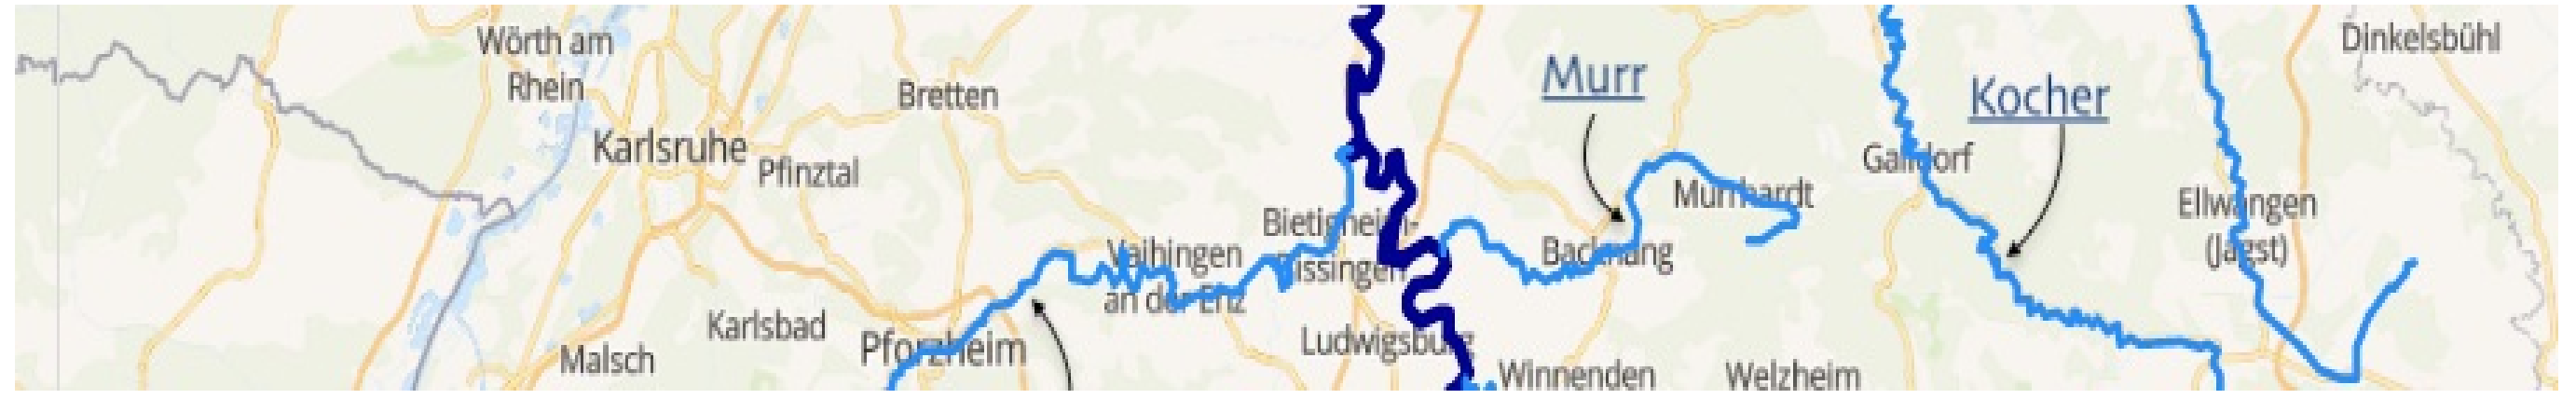 Wörth am
Rhein
Dinkelsbühl
Murr
Bretten
Kocher
Karlsruhe
Pfinztal
Gaildorf
Murrhardt
Ellwangen
(Jagst)
Bietigheim-
Bissingen
Vaihingen
an der Enz
Backnang
Karlsbad
Pforzheim
Ludwigsburg
Malsch
Winnenden
Welzheim